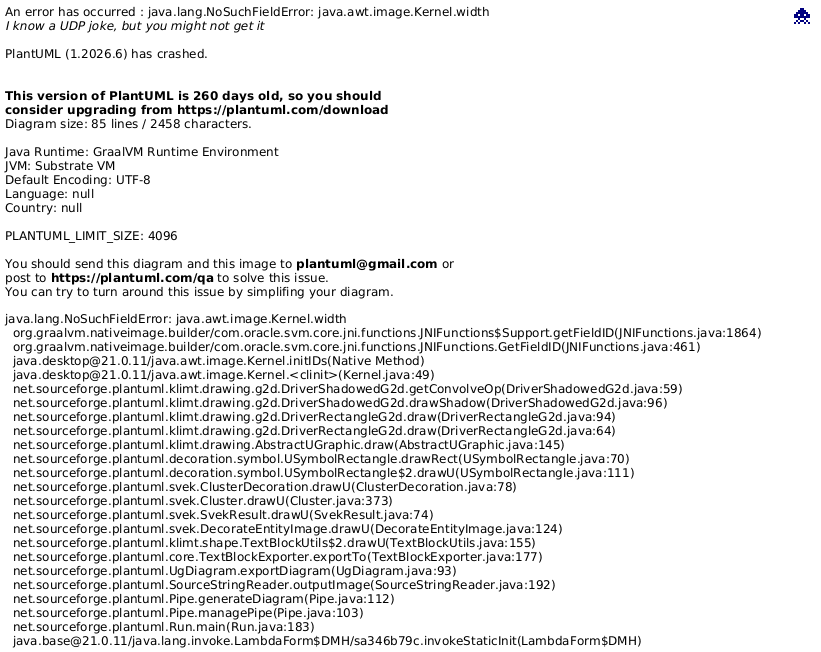 An error has occurred : java.lang.NoSuchFieldError: java.awt.image.Kernel.width
I know a UDP joke, but you might not get it
PlantUML (1.2026.6) has crashed.
This version of PlantUML is 260 days old, so you should
consider upgrading from https://plantuml.com/download
Diagram size: 85 lines / 2458 characters.
Java Runtime: GraalVM Runtime Environment
JVM: Substrate VM
Default Encoding: UTF-8
Language: null
Country: null
PLANTUML_LIMIT_SIZE: 4096
You should send this diagram and this image to plantuml@gmail.com or
post to https://plantuml.com/qa to solve this issue.
You can try to turn around this issue by simplifing your diagram.
java.lang.NoSuchFieldError: java.awt.image.Kernel.width
org.graalvm.nativeimage.builder/com.oracle.svm.core.jni.functions.JNIFunctions$Support.getFieldID(JNIFunctions.java:1864)
org.graalvm.nativeimage.builder/com.oracle.svm.core.jni.functions.JNIFunctions.GetFieldID(JNIFunctions.java:461)
java.desktop@21.0.11/java.awt.image.Kernel.initIDs(Native Method)
java.desktop@21.0.11/java.awt.image.Kernel.<clinit>(Kernel.java:49)
net.sourceforge.plantuml.klimt.drawing.g2d.DriverShadowedG2d.getConvolveOp(DriverShadowedG2d.java:59)
net.sourceforge.plantuml.klimt.drawing.g2d.DriverShadowedG2d.drawShadow(DriverShadowedG2d.java:96)
net.sourceforge.plantuml.klimt.drawing.g2d.DriverRectangleG2d.draw(DriverRectangleG2d.java:94)
net.sourceforge.plantuml.klimt.drawing.g2d.DriverRectangleG2d.draw(DriverRectangleG2d.java:64)
net.sourceforge.plantuml.klimt.drawing.AbstractUGraphic.draw(AbstractUGraphic.java:145)
net.sourceforge.plantuml.decoration.symbol.USymbolRectangle.drawRect(USymbolRectangle.java:70)
net.sourceforge.plantuml.decoration.symbol.USymbolRectangle$2.drawU(USymbolRectangle.java:111)
net.sourceforge.plantuml.svek.ClusterDecoration.drawU(ClusterDecoration.java:78)
net.sourceforge.plantuml.svek.Cluster.drawU(Cluster.java:373)
net.sourceforge.plantuml.svek.SvekResult.drawU(SvekResult.java:74)
net.sourceforge.plantuml.svek.DecorateEntityImage.drawU(DecorateEntityImage.java:124)
net.sourceforge.plantuml.klimt.shape.TextBlockUtils$2.drawU(TextBlockUtils.java:155)
net.sourceforge.plantuml.core.TextBlockExporter.exportTo(TextBlockExporter.java:177)
net.sourceforge.plantuml.UgDiagram.exportDiagram(UgDiagram.java:93)
net.sourceforge.plantuml.SourceStringReader.outputImage(SourceStringReader.java:192)
net.sourceforge.plantuml.Pipe.generateDiagram(Pipe.java:112)
net.sourceforge.plantuml.Pipe.managePipe(Pipe.java:103)
net.sourceforge.plantuml.Run.main(Run.java:183)
java.base@21.0.11/java.lang.invoke.LambdaForm$DMH/sa346b79c.invokeStaticInit(LambdaForm$DMH)